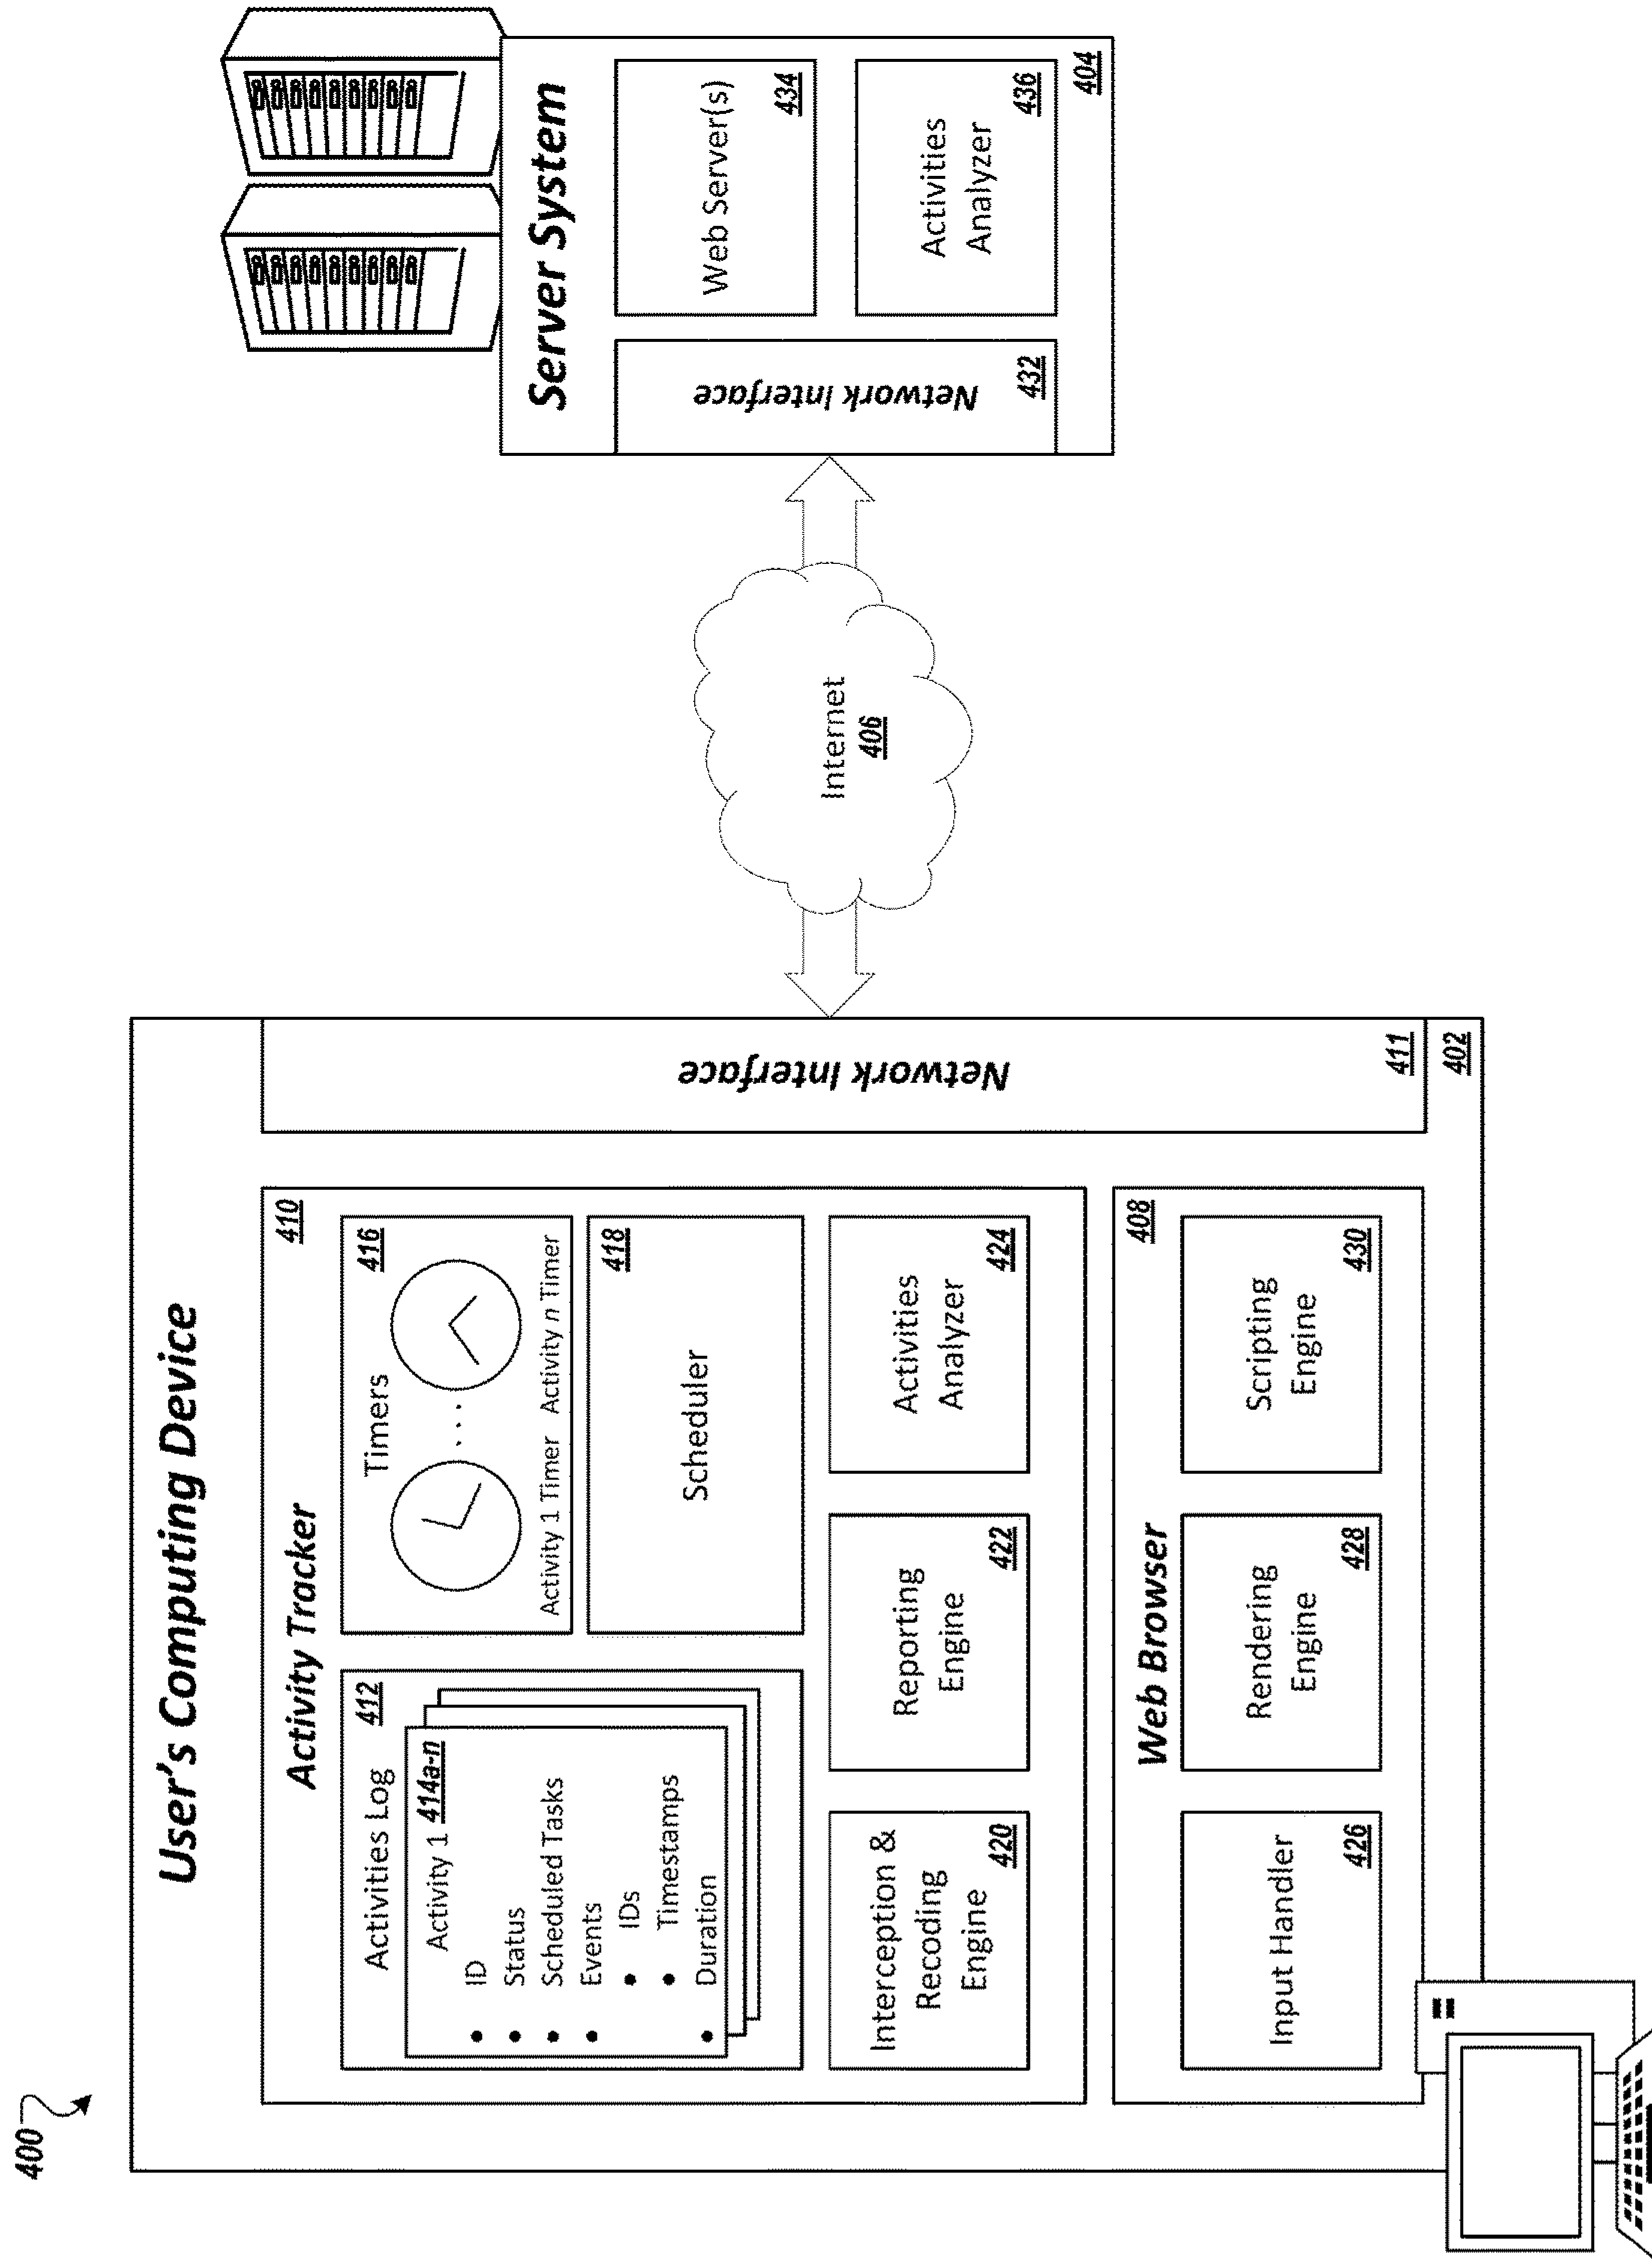 400
User's Computing Device
Activity Tracker
410
Activities Log
412
Activity 1
414a-n
• ID
• Status
• Scheduled Tasks
• Events
• IDs
• Timestamps
• Duration
Timers
416
....
Activity 1 Timer
Activity n Timer
Scheduler
418
Interception &
Recoding
Engine
420
Reporting
Engine
422
Activities
Analyzer
424
Web Browser
408
Input Handler
426
Rendering
Engine
428
Scripting
Engine
430
Network Interface
411
402
Internet
406
Server System
Network Interface
432
Web Server(s)
434
Activities
Analyzer
436
404